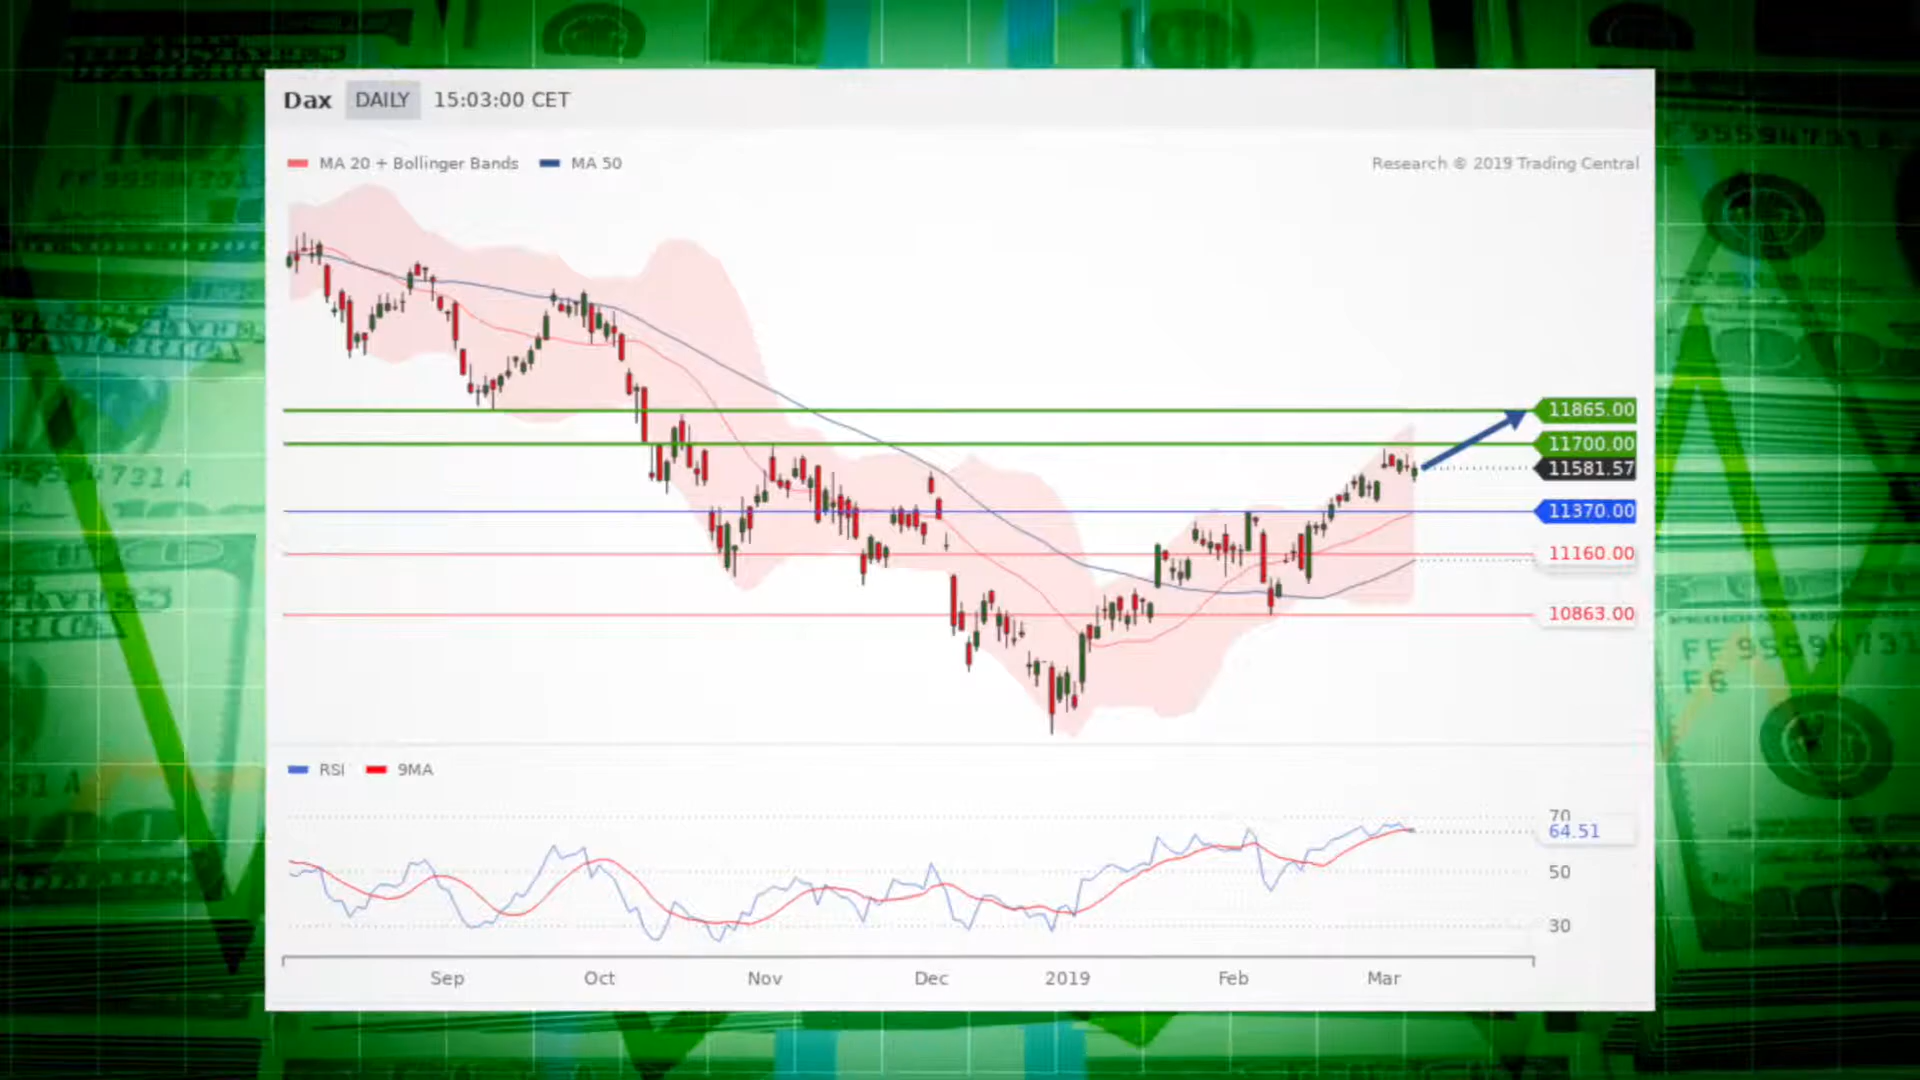 Dax DAILY 15:03:00 CET
MA 20 + Bollinger Bands MA 50
Research © 2019 Trading Central
11865.00
11700.00
11581.57
11370.00
11160.00
10863.00
RSI 9MA
70
64.51
50
30
Sep Oct Nov Dec 2019 Feb Mar